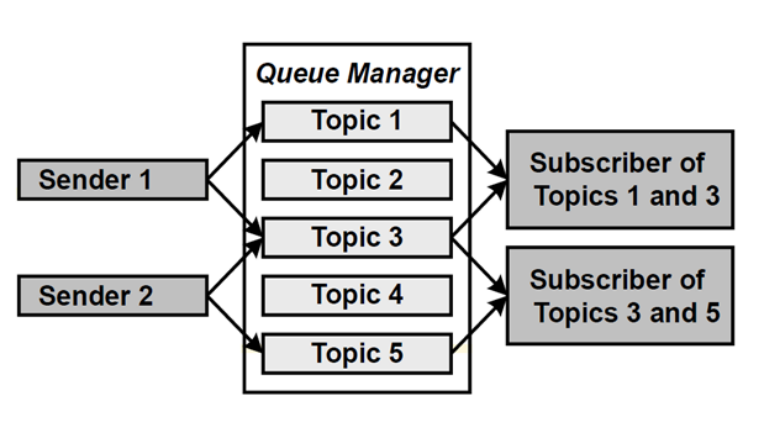 Queue Manager
Topic 1
Topic 2
Topic 3
Topic 4
Topic 5
Sender 1
Sender 2
Subscriber of
Topics 1 and 3
Subscriber of
Topics 3 and 5